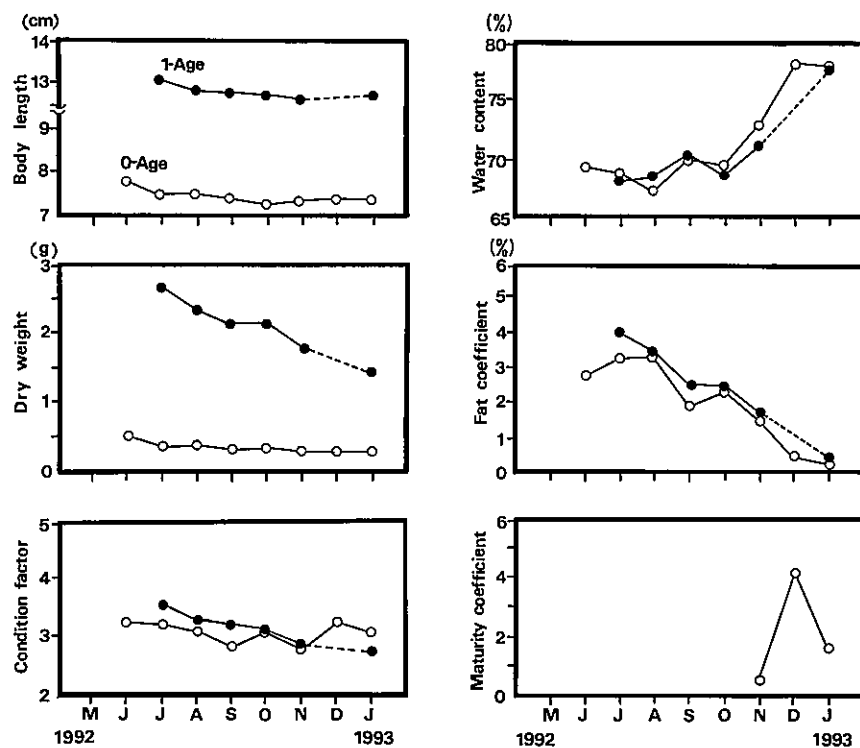 (cm)
14
13
9
8
7
Body length
1-Age
0-Age
(%)
80
75
70
65
Water content
(g)
3
2
1
0
Dry weight
(%)
6
5
4
3
2
1
0
Fat coefficient
5
4
3
2
Condition factor
M J J A S O N D J
1992 1993
6
4
2
0
Maturity coefficient
M J J A S O N D J
1992 1993